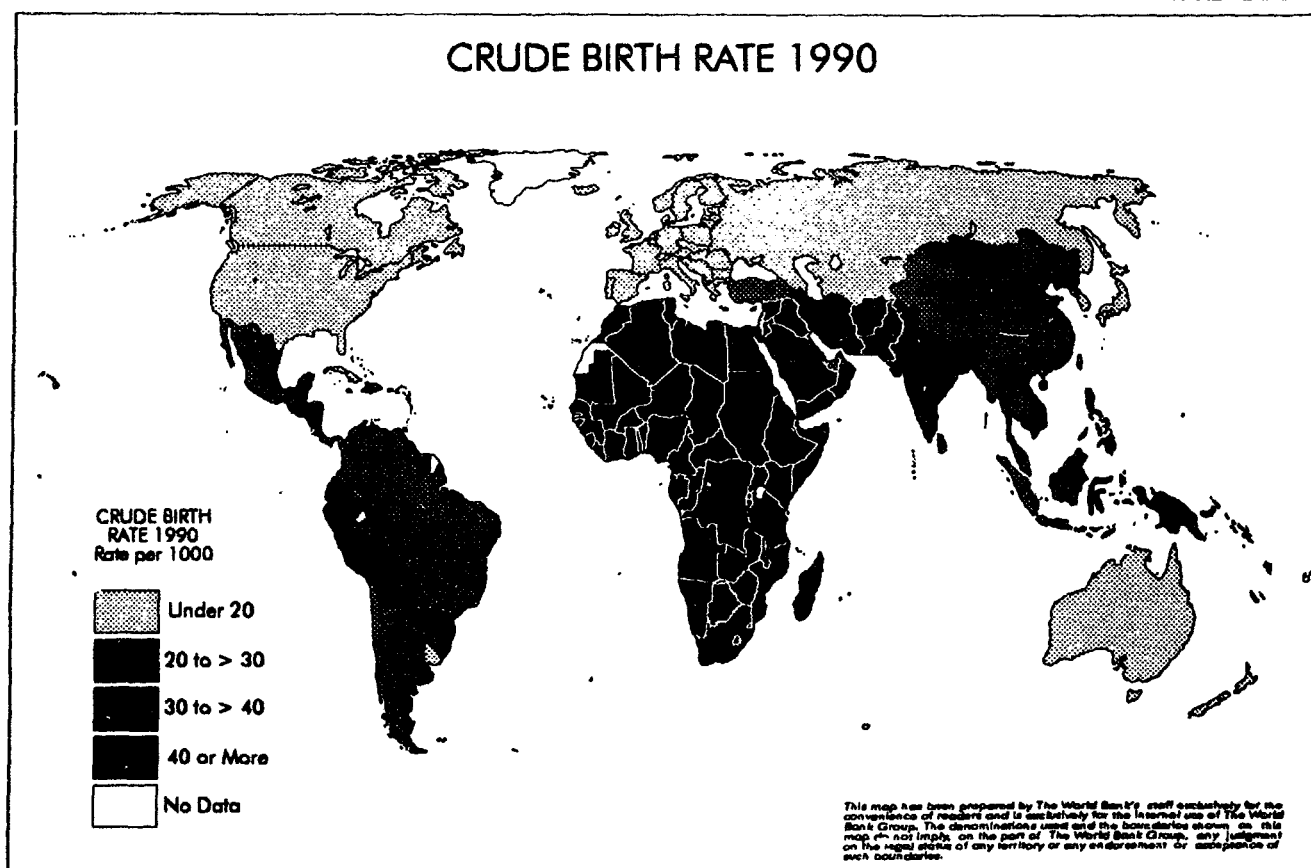 CRUDE BIRTH RATE 1990
CRUDE BIRTH
RATE 1990
Rate per 1000
Under 20
20 to > 30
30 to > 40
40 or More
No Data
This map has been prepared by The World Bank's staff exclusively for the
convenience of readers and is exclusively for the internal use of The World
Bank Group. The denominations used and the boundaries shown on this
map do not imply, on the part of The World Bank Group, any judgment
on the legal status of any territory or any endorsement or acceptance of
such boundaries.